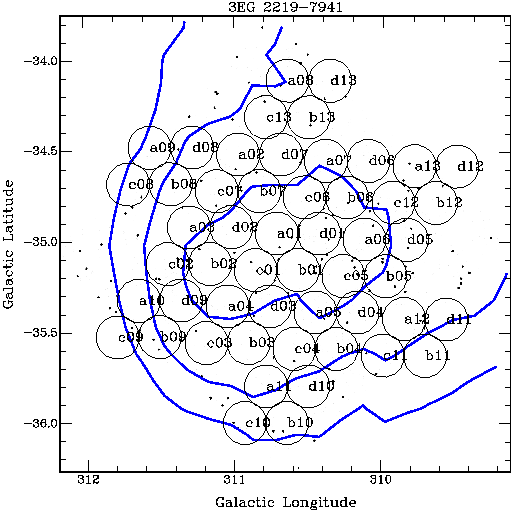 3EG 2219-7941
-34.0
a08 d13
c13 b13
-34.5
a09 d08 a02 d07 a07 d06 a13 d12
c08 b08 c07 b07 c06 b06 c12 b12
a03 d02 a01 d01 a06 d05
-35.0
c02 b02 c01 b01 c05 b05
a10 d09 a04 d03 a05 d04 a12 d11
-35.5
c09 b09 c03 b03 c04 b04 c11 b11
a11 d10
-36.0
c10 b10
312 311 310
Galactic Longitude
Galactic Latitude